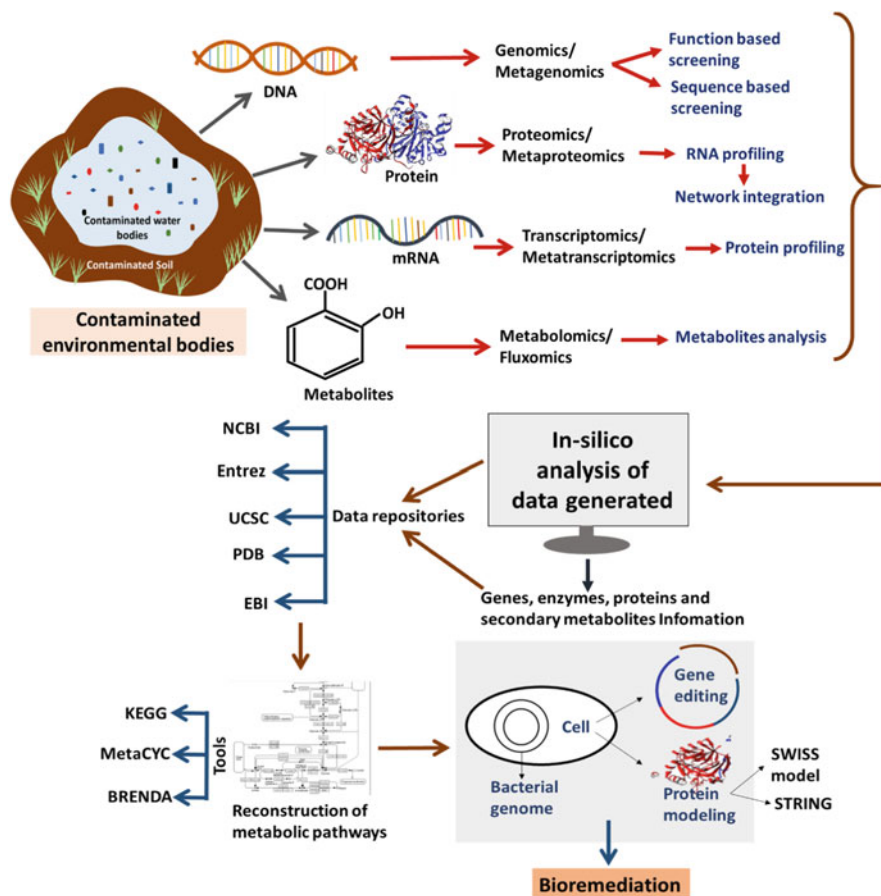 DNA
Genomics/
Metagenomics
Function based
screening
Sequence based
screening
Protein
Proteomics/
Metaproteomics
RNA profiling
Network integration
Contaminated water
bodies
Contaminated Soil
mRNA
Transcriptomics/
Metatranscriptomics
Protein profiling
Contaminated
environmental bodies
COOH
OH
Metabolites
Metabolomics/
Fluxomics
Metabolites analysis
NCBI
Entrez
UCSC
PDB
EBI
Data repositories
In-silico
analysis of
data generated
Genes, enzymes, proteins and
secondary metabolites Infomation
KEGG
MetaCYC
BRENDA
Tools
Reconstruction of
metabolic pathways
Cell
Bacterial
genome
Gene
editing
Protein
modeling
SWISS
model
STRING
Bioremediation